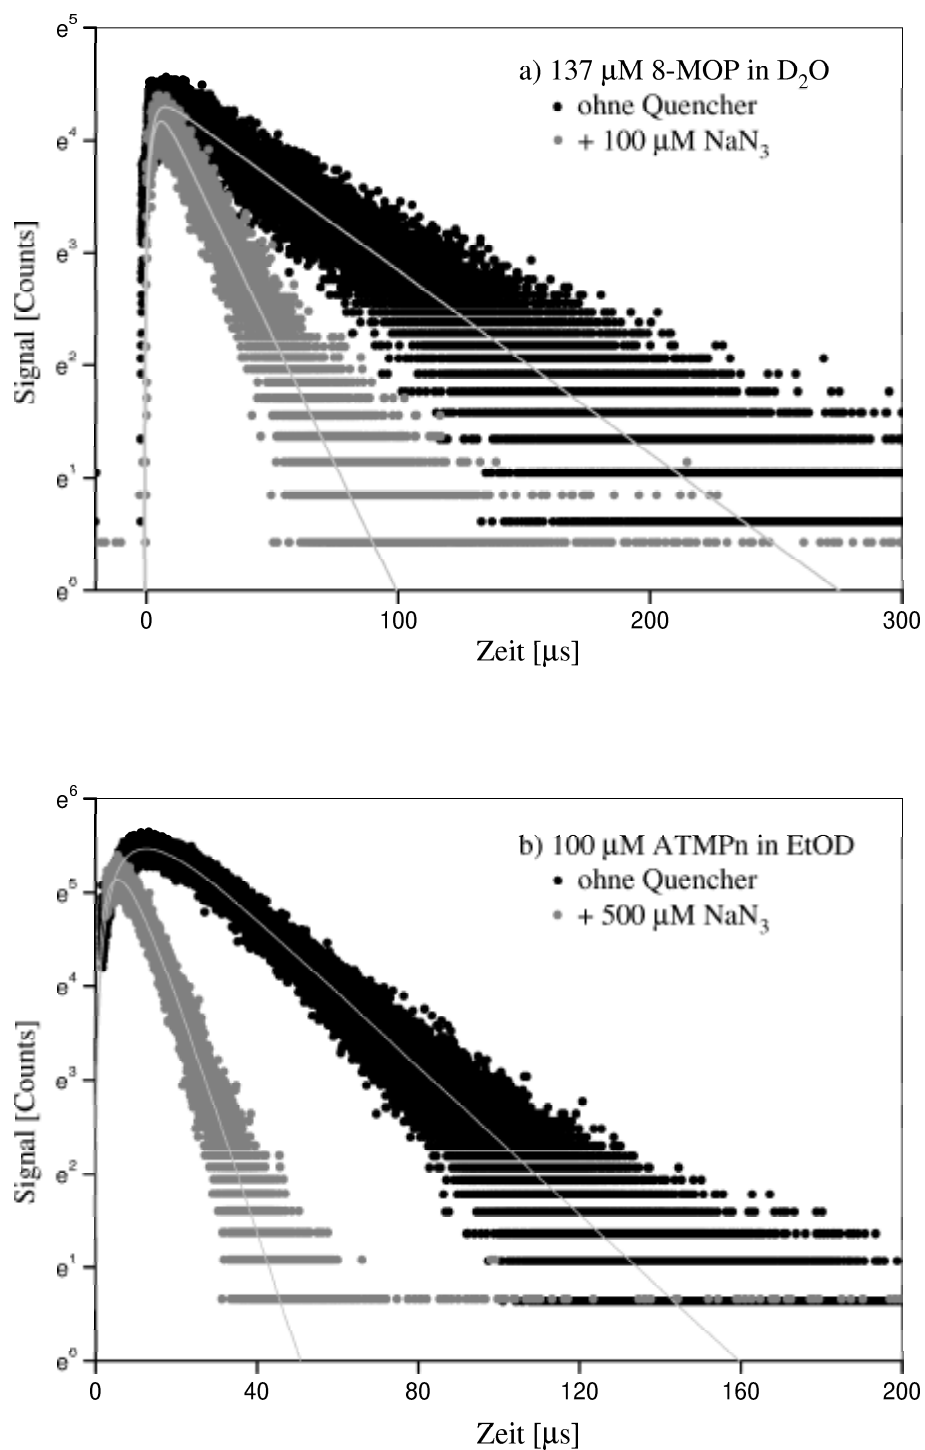 e⁵
a) 137 µM 8-MOP in D₂O
• ohne Quencher
• + 100 µM NaN₃
e⁴
e³
e²
e¹
e⁰
Signal [Counts]
0 100 200 300
Zeit [µs]
e⁶
b) 100 µM ATMPn in EtOD
• ohne Quencher
• + 500 µM NaN₃
e⁵
e⁴
e³
e²
e¹
e⁰
Signal [Counts]
0 40 80 120 160 200
Zeit [µs]